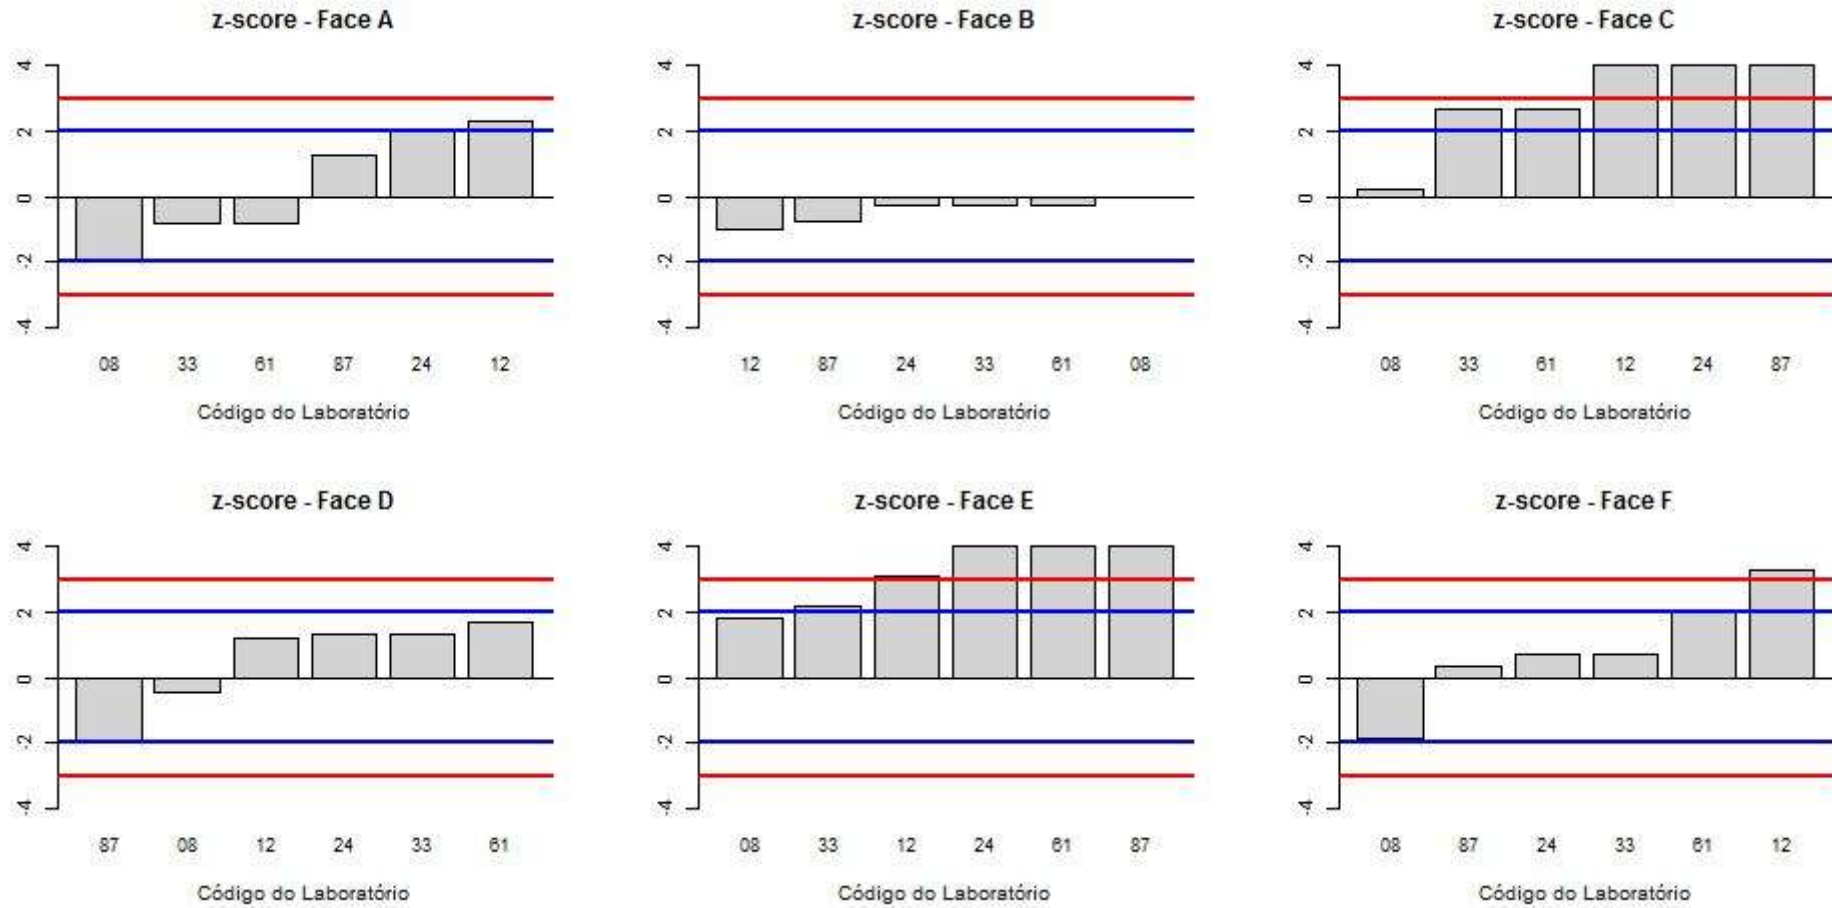 z-score - Face A
4
2
0
-2
-4
08 33 61 87 24 12
Código do Laboratório
z-score - Face B
4
2
0
-2
-4
12 87 24 33 61 08
Código do Laboratório
z-score - Face C
4
2
0
-2
-4
08 33 61 12 24 87
Código do Laboratório
z-score - Face D
4
2
0
-2
-4
87 08 12 24 33 61
Código do Laboratório
z-score - Face E
4
2
0
-2
-4
08 33 12 24 61 87
Código do Laboratório
z-score - Face F
4
2
0
-2
-4
08 87 24 33 61 12
Código do Laboratório